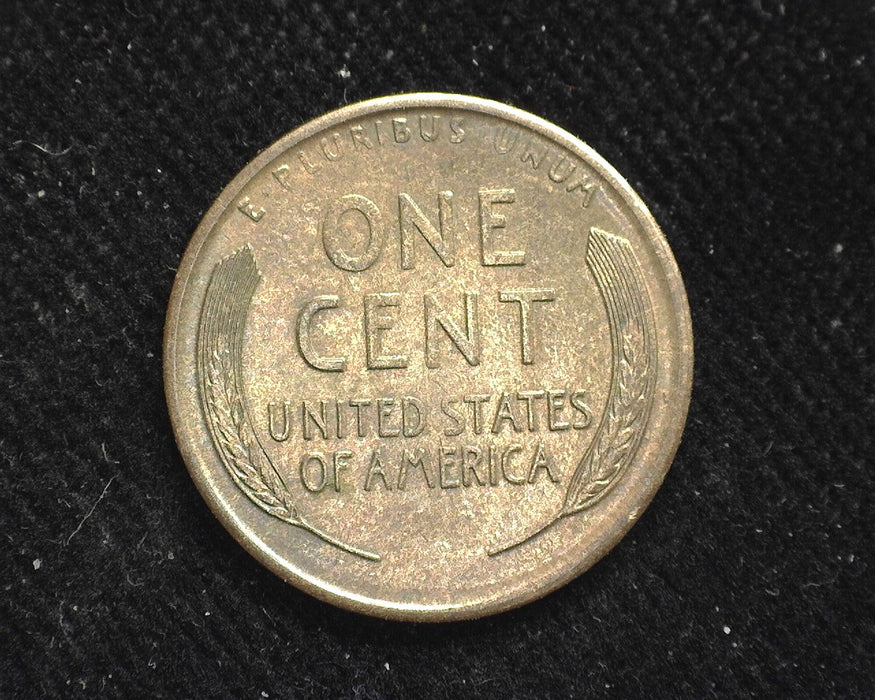 E · PLURIBUS UNUM
ONE
CENT
UNITED STATES
OF AMERICA